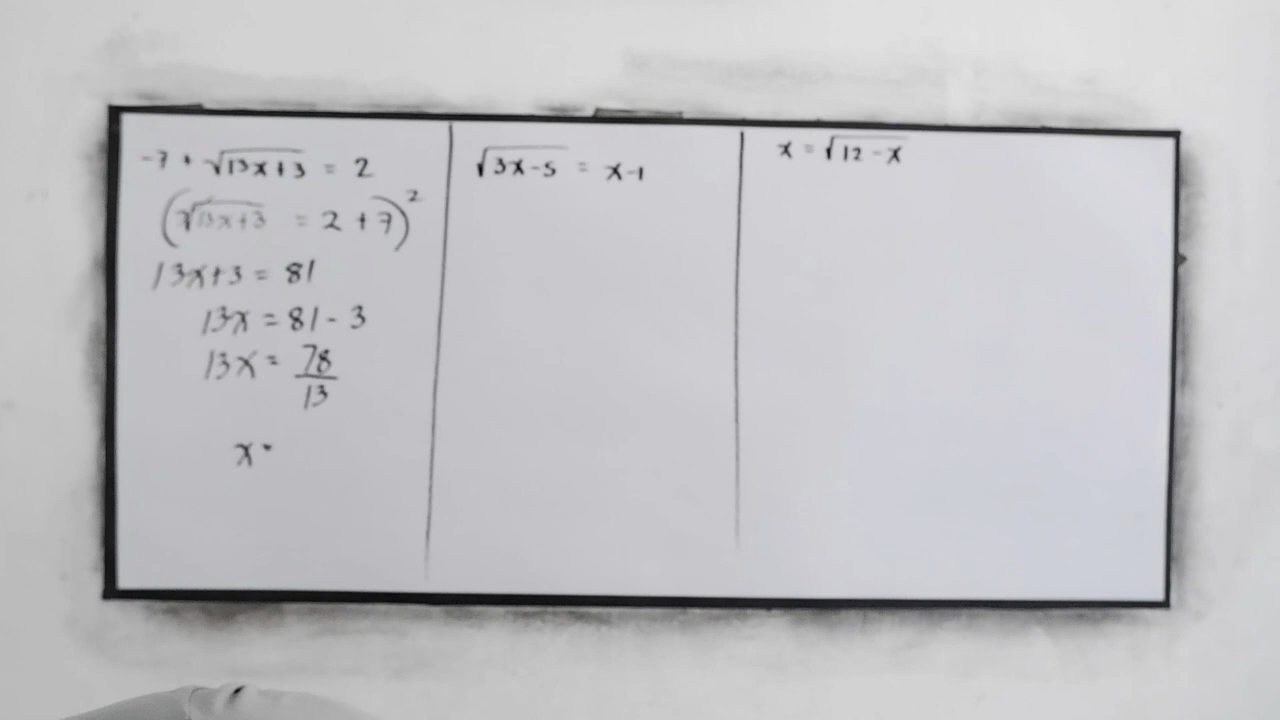 -7 + √13x+3 = 2
(√13x+3 = 2 + 7)²
13x+3 = 81
13x = 81 - 3
13x = 78/13
x =
√3x-5 = x-1
x = √12-x